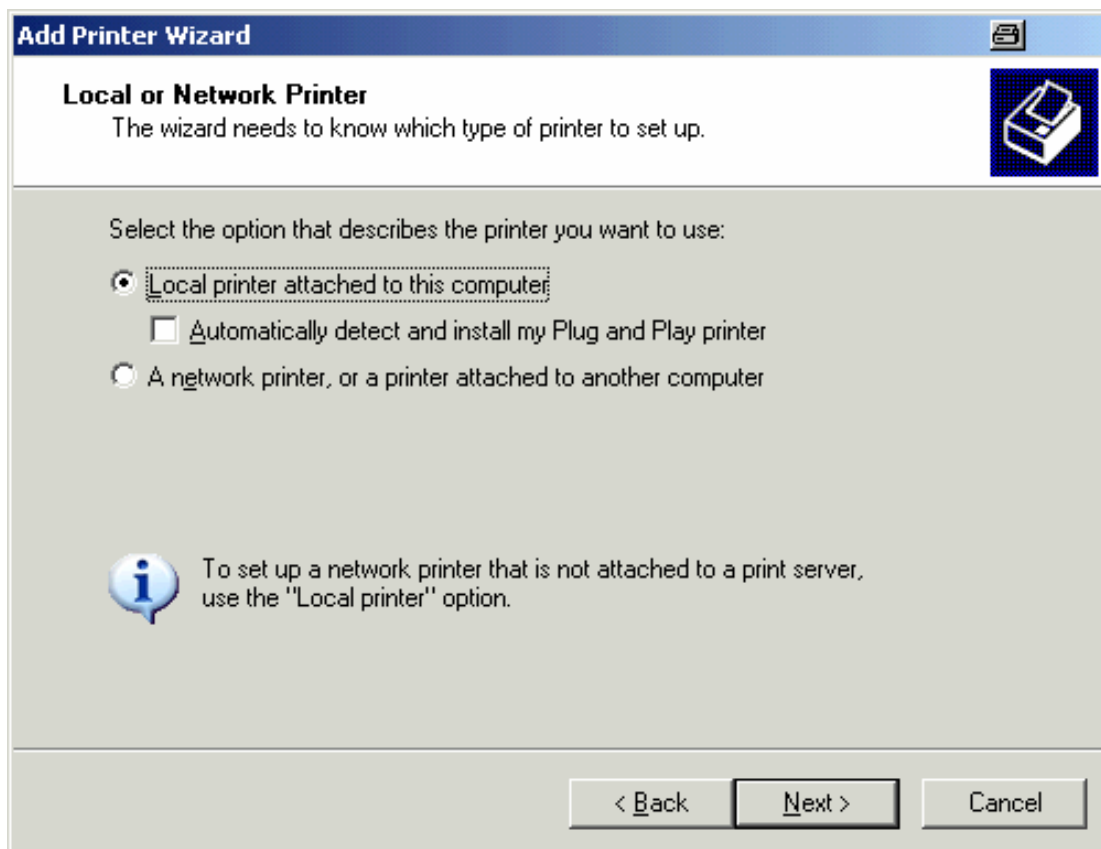 Add Printer Wizard
Local or Network Printer
The wizard needs to know which type of printer to set up.
Select the option that describes the printer you want to use:
Local printer attached to this computer
Automatically detect and install my Plug and Play printer
A network printer, or a printer attached to another computer
To set up a network printer that is not attached to a print server,
use the "Local printer" option.
< Back
Next >
Cancel